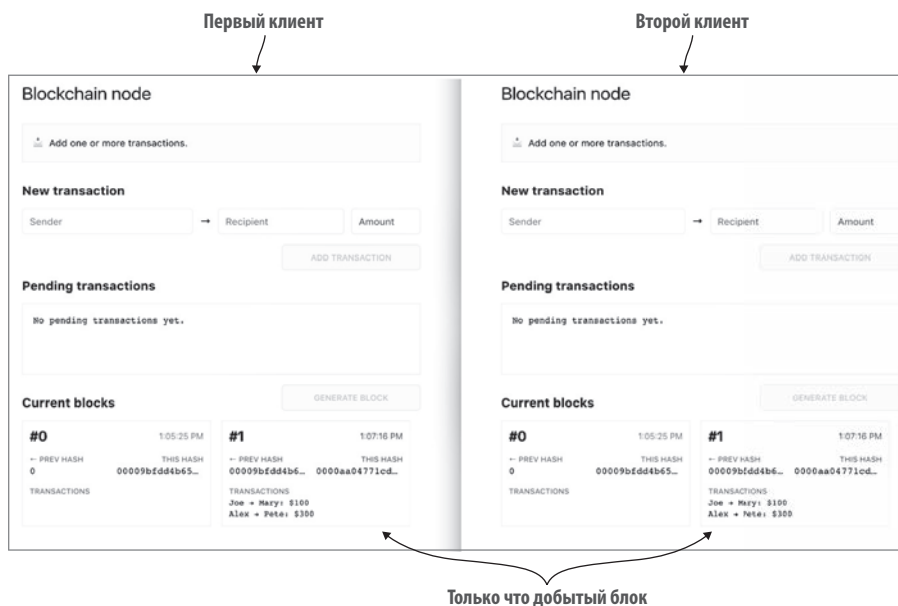 Первый клиент
Второй клиент
Blockchain node
Add one or more transactions.
New transaction
Sender → Recipient Amount
ADD TRANSACTION
Pending transactions
No pending transactions yet.
GENERATE BLOCK
Current blocks
#0 1:05:25 PM
← PREV HASH THIS HASH
0 00009bfdd4b65…
TRANSACTIONS
#1 1:07:16 PM
← PREV HASH THIS HASH
00009bfdd4b6… 0000aa04771cd…
TRANSACTIONS
Joe → Mary: $100
Alex → Pete: $300
Blockchain node
Add one or more transactions.
New transaction
Sender → Recipient Amount
ADD TRANSACTION
Pending transactions
No pending transactions yet.
GENERATE BLOCK
Current blocks
#0 1:05:25 PM
← PREV HASH THIS HASH
0 00009bfdd4b65…
TRANSACTIONS
#1 1:07:16 PM
← PREV HASH THIS HASH
00009bfdd4b6… 0000aa04771cd…
TRANSACTIONS
Joe → Mary: $100
Alex → Pete: $300
Только что добытый блок